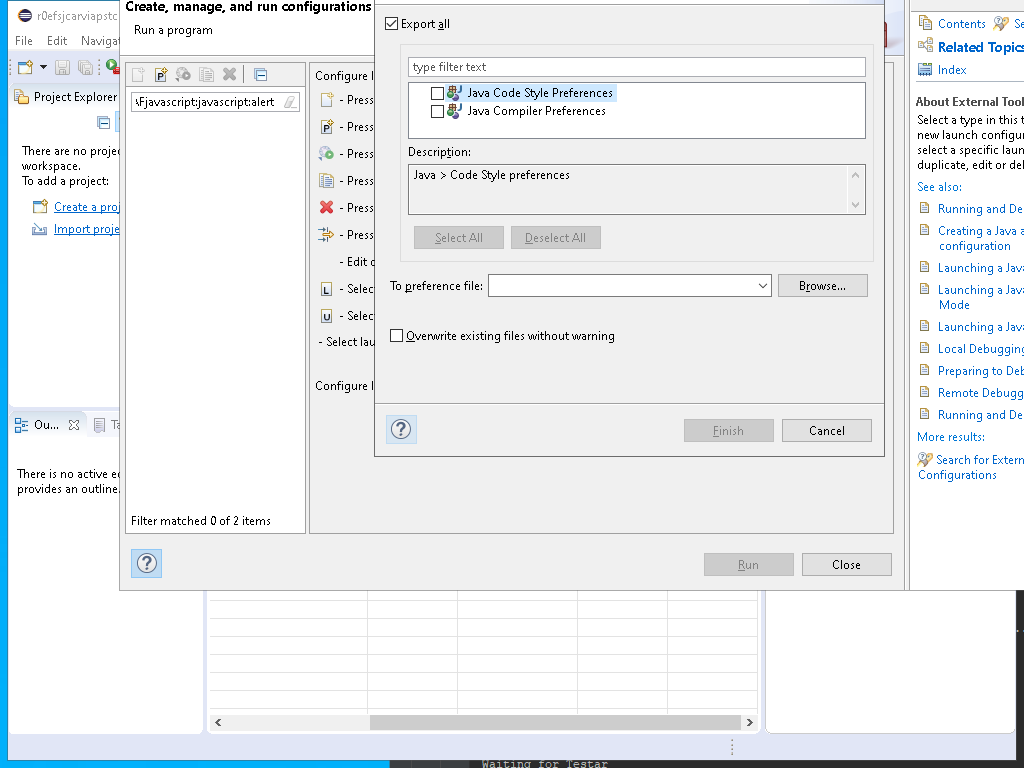 r0efsjcarviapstc
File Edit Navigat
Project Explorer
There are no projec
workspace.
To add a project:
Create a proj
Import proje
Ou...
Ta
There is no active ed
provides an outline.
Create, manage, and run configurations
Run a program
\Fjavascript:javascript:alert
Filter matched 0 of 2 items
Configure l
- Press
- Press
- Press
- Press
- Press
- Press
- Edit o
- Selec
- Selec
- Select lau
Configure l
Run
Close
Export all
type filter text
Java Code Style Preferences
Java Compiler Preferences
Description:
Java > Code Style preferences
Select All
Deselect All
To preference file:
Browse...
Overwrite existing files without warning
Finish
Cancel
Contents
Se
Related Topics
Index
About External Tool
Select a type in this t
new launch configur
select a specific laun
duplicate, edit or del
See also:
Running and De
Creating a Java a
configuration
Launching a Java
Launching a Java
Mode
Launching a Java
Local Debugging
Preparing to Deb
Remote Debugg
Running and De
More results:
Search for Extern
Configurations
Waiting for Testar